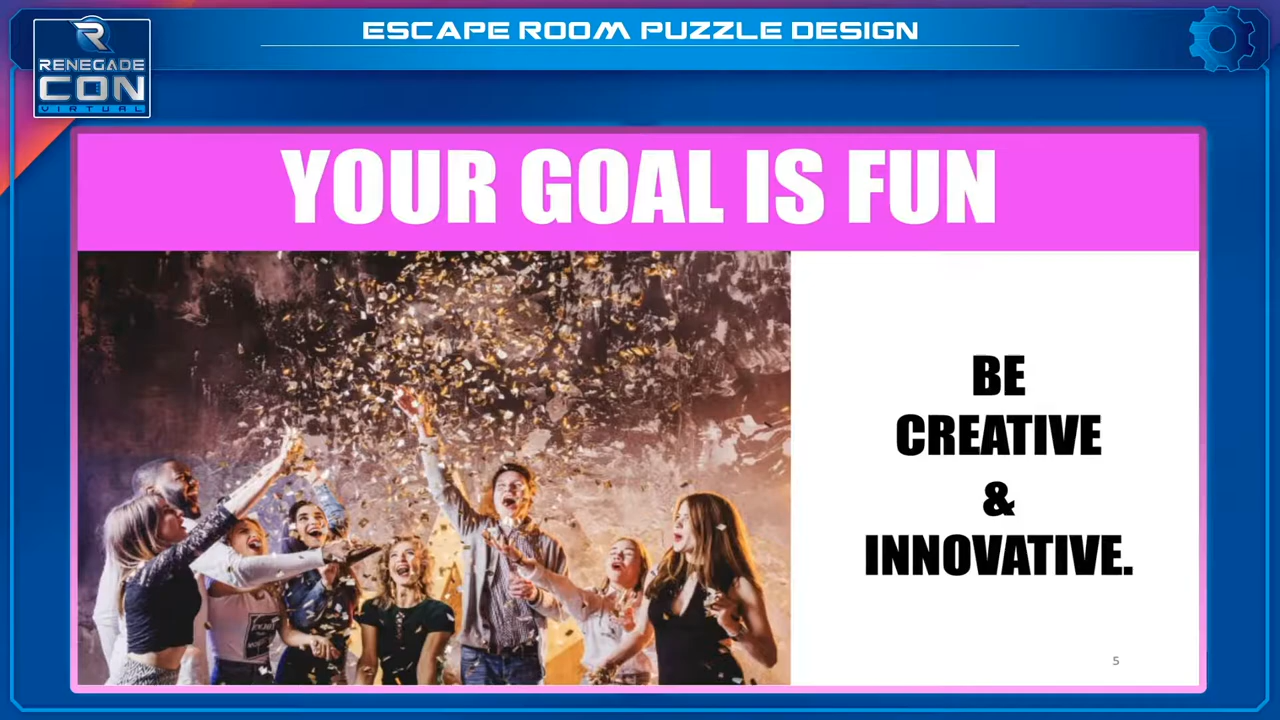 ESCAPE ROOM PUZZLE DESIGN
R
RENEGADE
CON
VIRTUAL
YOUR GOAL IS FUN
BE
CREATIVE
&
INNOVATIVE.
5